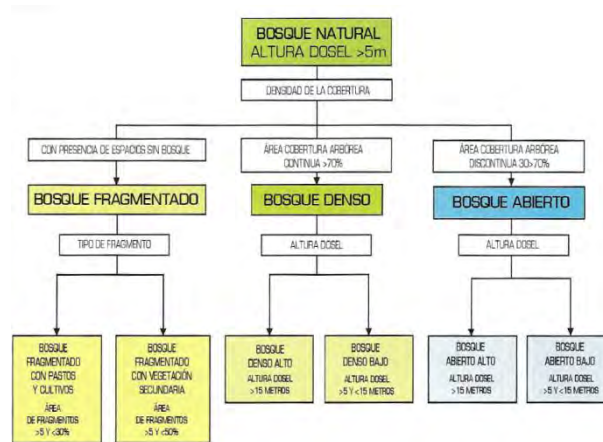 BOSQUE NATURAL
ALTURA DOSEL >5m
DENSIDAD DE LA COBERTURA
CON PRESENCIA DE ESPACIOS SIN BOSQUE
ÁREA COBERTURA ARBÓREA
CONTINUA >70%
ÁREA COBERTURA ARBÓREA
DISCONTINUA 30>70%
BOSQUE FRAGMENTADO
BOSQUE DENSO
BOSQUE ABIERTO
TIPO DE FRAGMENTO
ALTURA DOSEL
ALTURA DOSEL
BOSQUE
FRAGMENTADO
CON PASTOS
Y CULTIVOS
ÁREA
DE FRAGMENTOS
>5 Y <30%
BOSQUE
FRAGMENTADO
CON VEGETACIÓN
SECUNDARIA
ÁREA
DE FRAGMENTOS
>5 Y <50%
BOSQUE
DENSO ALTO
ALTURA DOSEL
>15 METROS
BOSQUE
DENSO BAJO
ALTURA DOSEL
>5 Y <15 METROS
BOSQUE
ABIERTO ALTO
ALTURA DOSEL
>15 METROS
BOSQUE
ABIERTO BAJO
ALTURA DOSEL
>5 Y <15 METROS